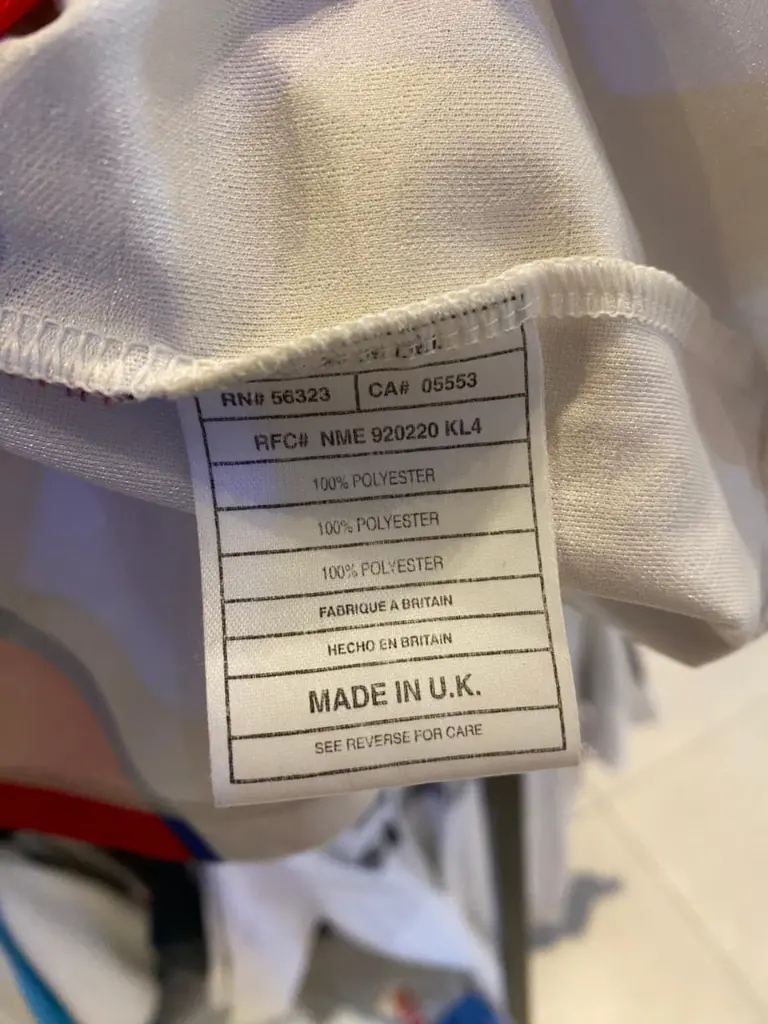 RN# 56323 CA# 05553
RFC# NME 920220 KL4
100% POLYESTER
100% POLYESTER
100% POLYESTER
FABRIQUE A BRITAIN
HECHO EN BRITAIN
MADE IN U.K.
SEE REVERSE FOR CARE